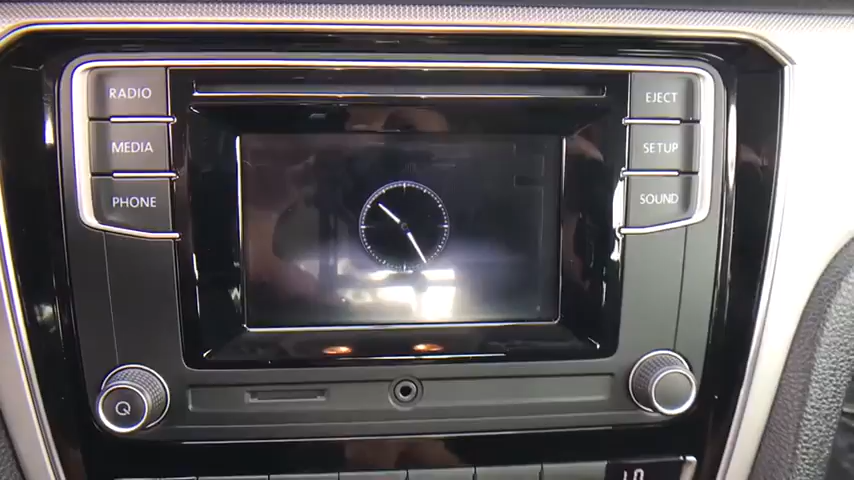 RADIO
MEDIA
PHONE
EJECT
SETUP
SOUND